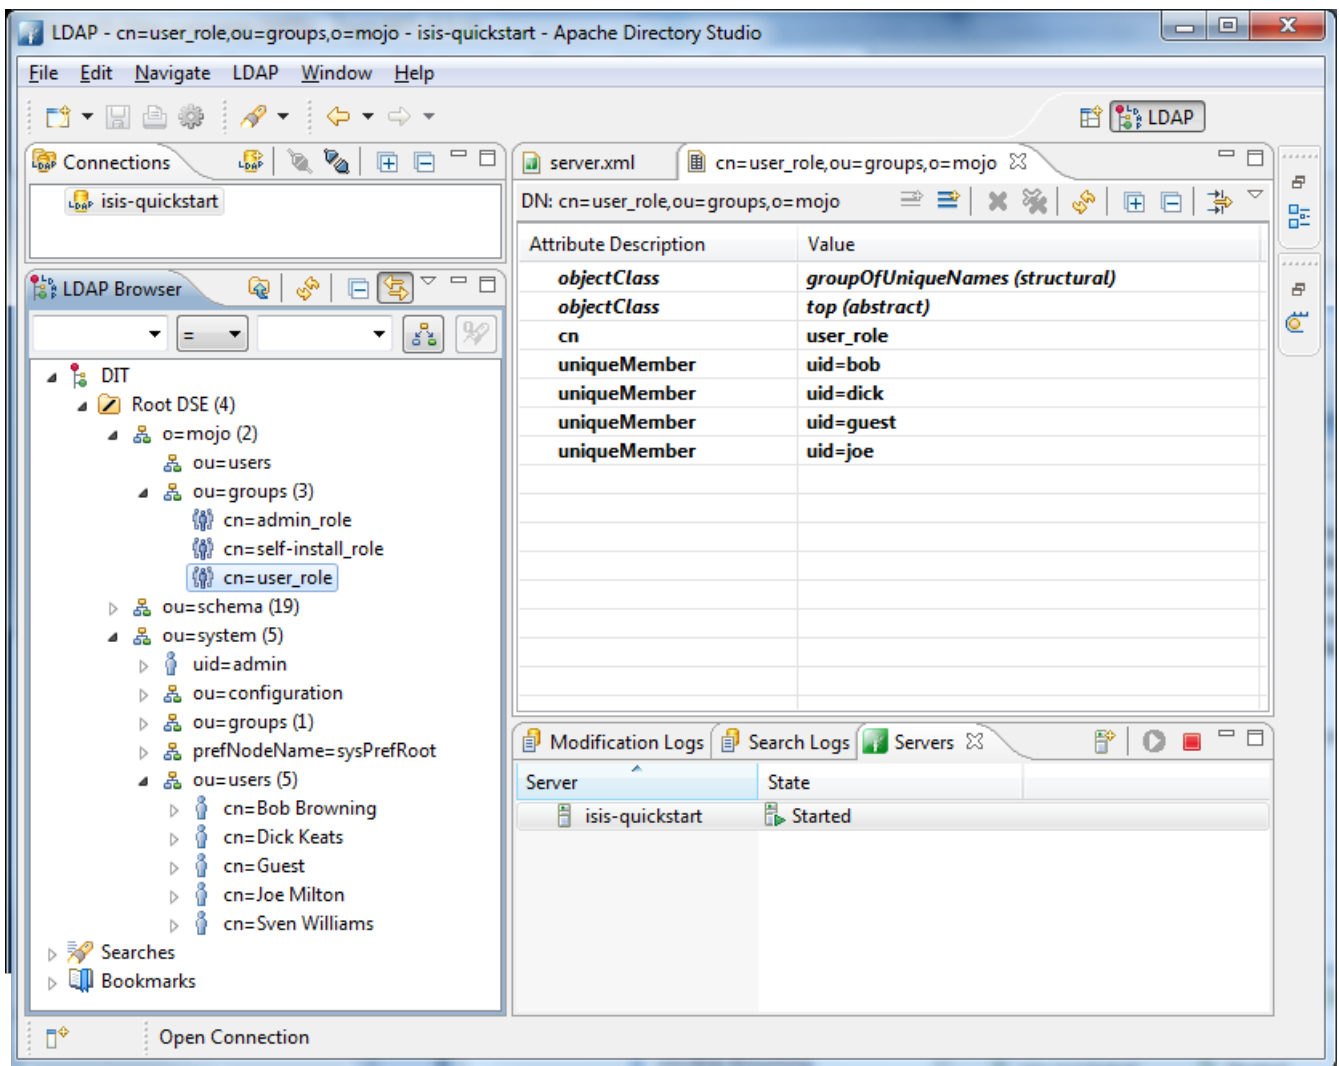 LDAP - cn=user_role,ou=groups,o=mojo - isis-quickstart - Apache Directory Studio
File Edit Navigate LDAP Window Help
LDAP
Connections
isis-quickstart
LDAP Browser
=
DIT
Root DSE (4)
o=mojo (2)
ou=users
ou=groups (3)
cn=admin_role
cn=self-install_role
cn=user_role
ou=schema (19)
ou=system (5)
uid=admin
ou=configuration
ou=groups (1)
prefNodeName=sysPrefRoot
ou=users (5)
cn=Bob Browning
cn=Dick Keats
cn=Guest
cn=Joe Milton
cn=Sven Williams
Searches
Bookmarks
server.xml cn=user_role,ou=groups,o=mojo
DN: cn=user_role,ou=groups,o=mojo
Attribute Description Value
objectClass groupOfUniqueNames (structural)
objectClass top (abstract)
cn user_role
uniqueMember uid=bob
uniqueMember uid=dick
uniqueMember uid=guest
uniqueMember uid=joe
Modification Logs Search Logs Servers
Server State
isis-quickstart Started
Open Connection